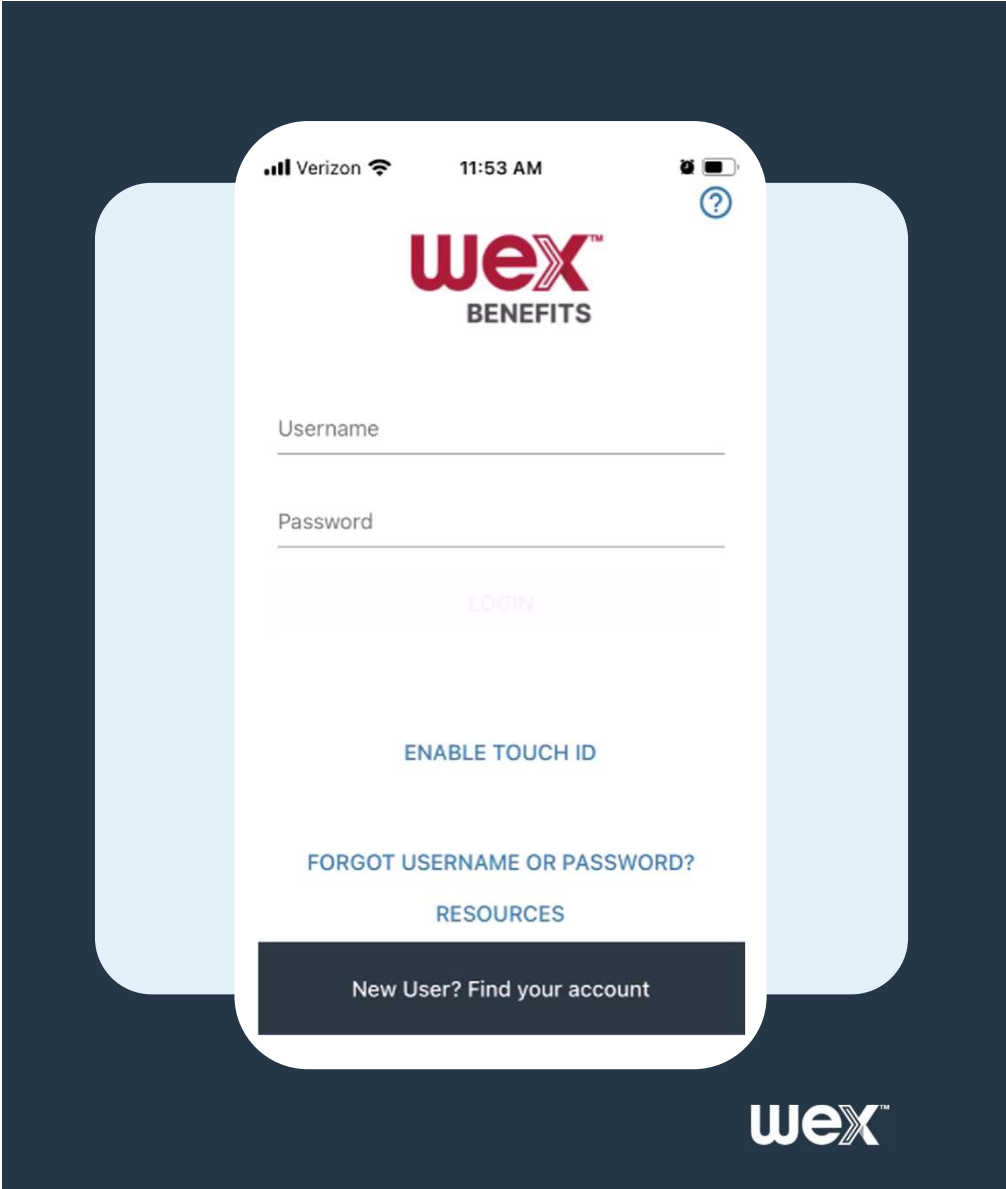 Verizon 11:53 AM
?
wex™
BENEFITS
Username
Password
LOGIN
ENABLE TOUCH ID
FORGOT USERNAME OR PASSWORD?
RESOURCES
New User? Find your account
wex™